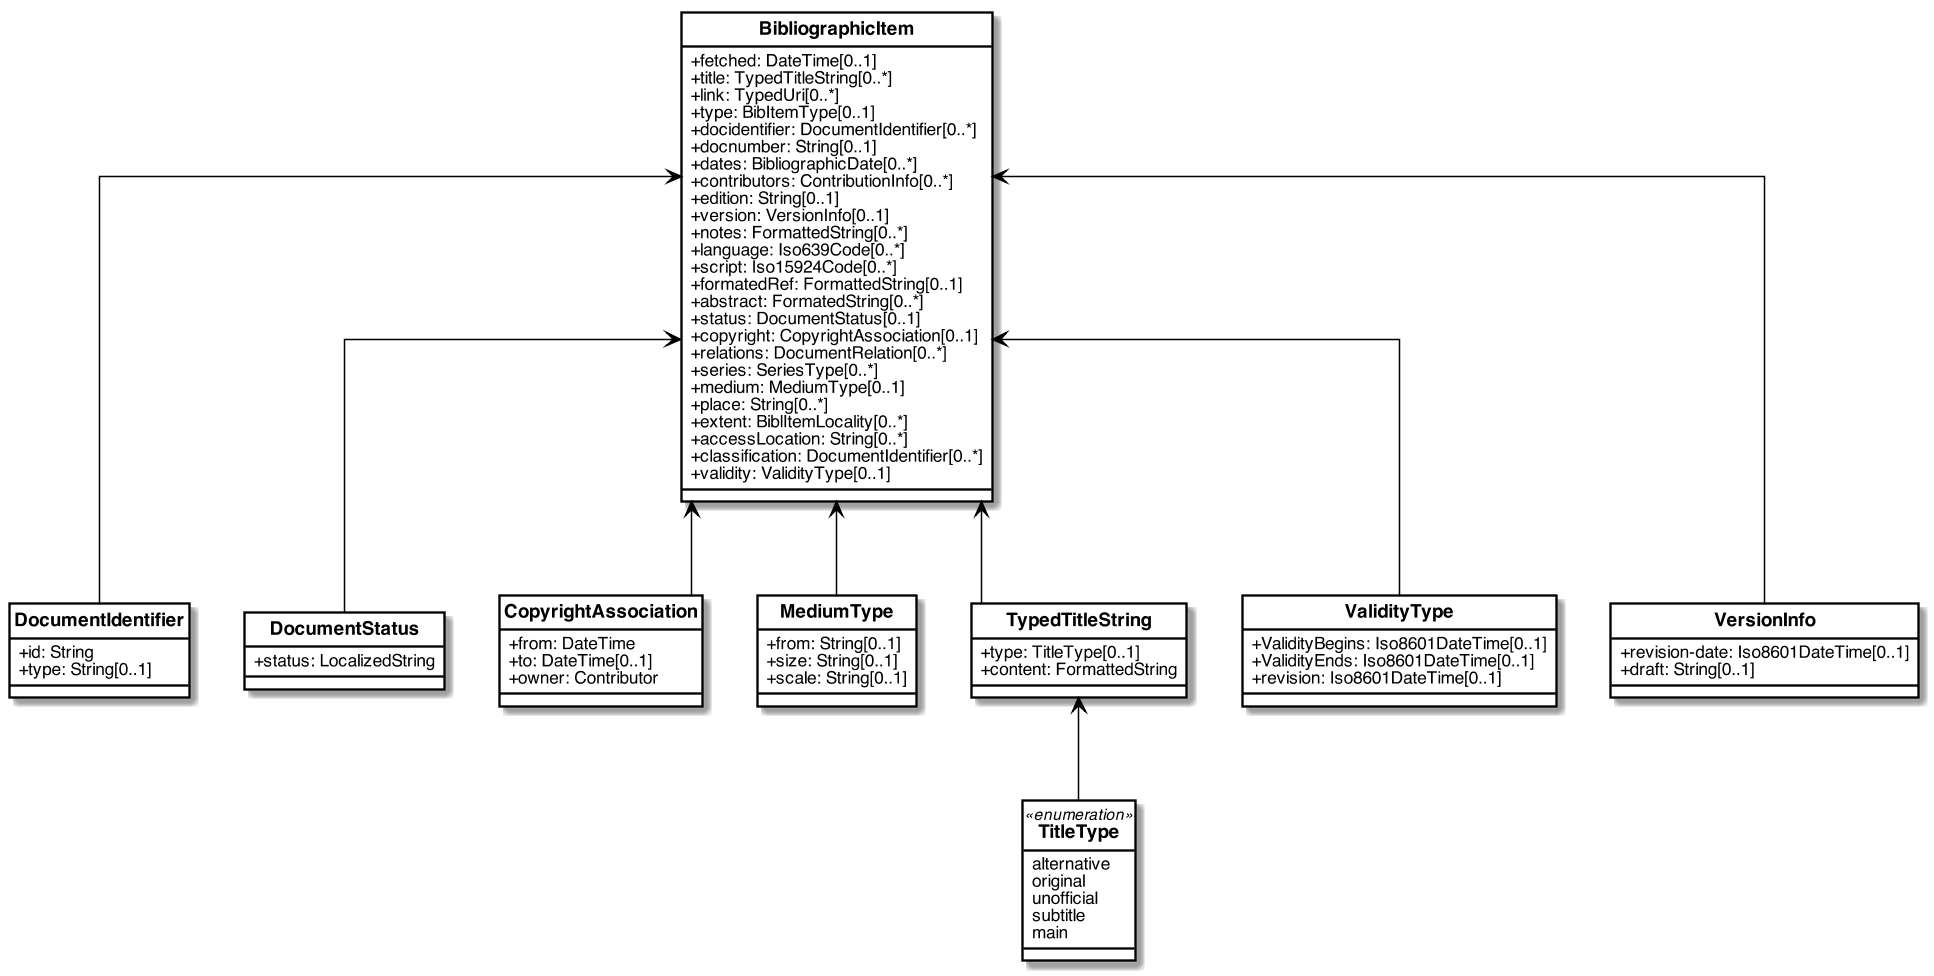 BibliographicItem
+fetched: DateTime[0..1]
+title: TypedTitleString[0..*]
+link: TypedUri[0..*]
+type: BibItemType[0..1]
+docidentifier: DocumentIdentifier[0..*]
+docnumber: String[0..1]
+dates: BibliographicDate[0..*]
+contributors: ContributionInfo[0..*]
+edition: String[0..1]
+version: VersionInfo[0..1]
+notes: FormattedString[0..*]
+language: Iso639Code[0..*]
+script: Iso15924Code[0..*]
+formatedRef: FormattedString[0..1]
+abstract: FormatedString[0..*]
+status: DocumentStatus[0..1]
+copyright: CopyrightAssociation[0..1]
+relations: DocumentRelation[0..*]
+series: SeriesType[0..*]
+medium: MediumType[0..1]
+place: String[0..*]
+extent: BiblItemLocality[0..*]
+accessLocation: String[0..*]
+classification: DocumentIdentifier[0..*]
+validity: ValidityType[0..1]
DocumentIdentifier
+id: String
+type: String[0..1]
DocumentStatus
+status: LocalizedString
CopyrightAssociation
+from: DateTime
+to: DateTime[0..1]
+owner: Contributor
MediumType
+from: String[0..1]
+size: String[0..1]
+scale: String[0..1]
TypedTitleString
+type: TitleType[0..1]
+content: FormattedString
ValidityType
+ValidityBegins: Iso8601DateTime[0..1]
+ValidityEnds: Iso8601DateTime[0..1]
+revision: Iso8601DateTime[0..1]
VersionInfo
+revision-date: Iso8601DateTime[0..1]
+draft: String[0..1]
«enumeration»
TitleType
alternative
original
unofficial
subtitle
main